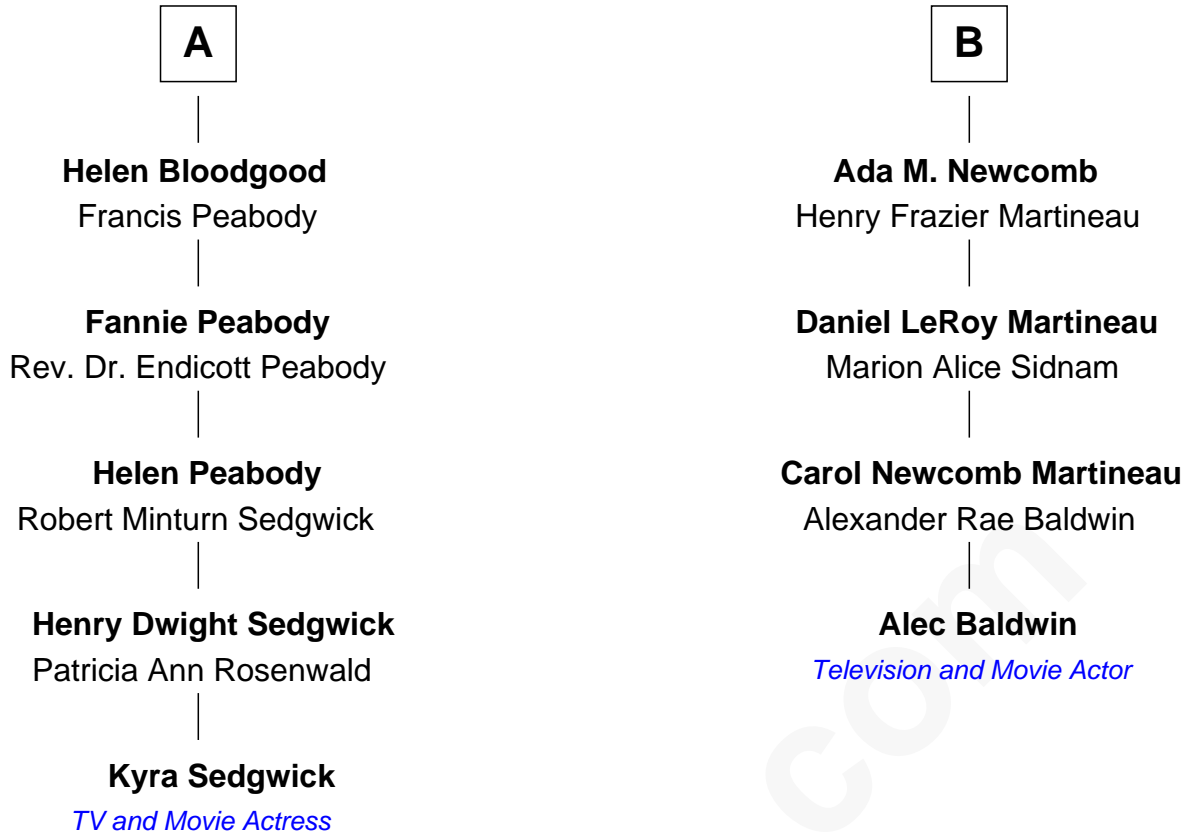 A
Helen Bloodgood
Francis Peabody
Fannie Peabody
Rev. Dr. Endicott Peabody
Helen Peabody
Robert Minturn Sedgwick
Henry Dwight Sedgwick
Patricia Ann Rosenwald
Kyra Sedgwick
TV and Movie Actress
B
Ada M. Newcomb
Henry Frazier Martineau
Daniel LeRoy Martineau
Marion Alice Sidnam
Carol Newcomb Martineau
Alexander Rae Baldwin
Alec Baldwin
Television and Movie Actor
com